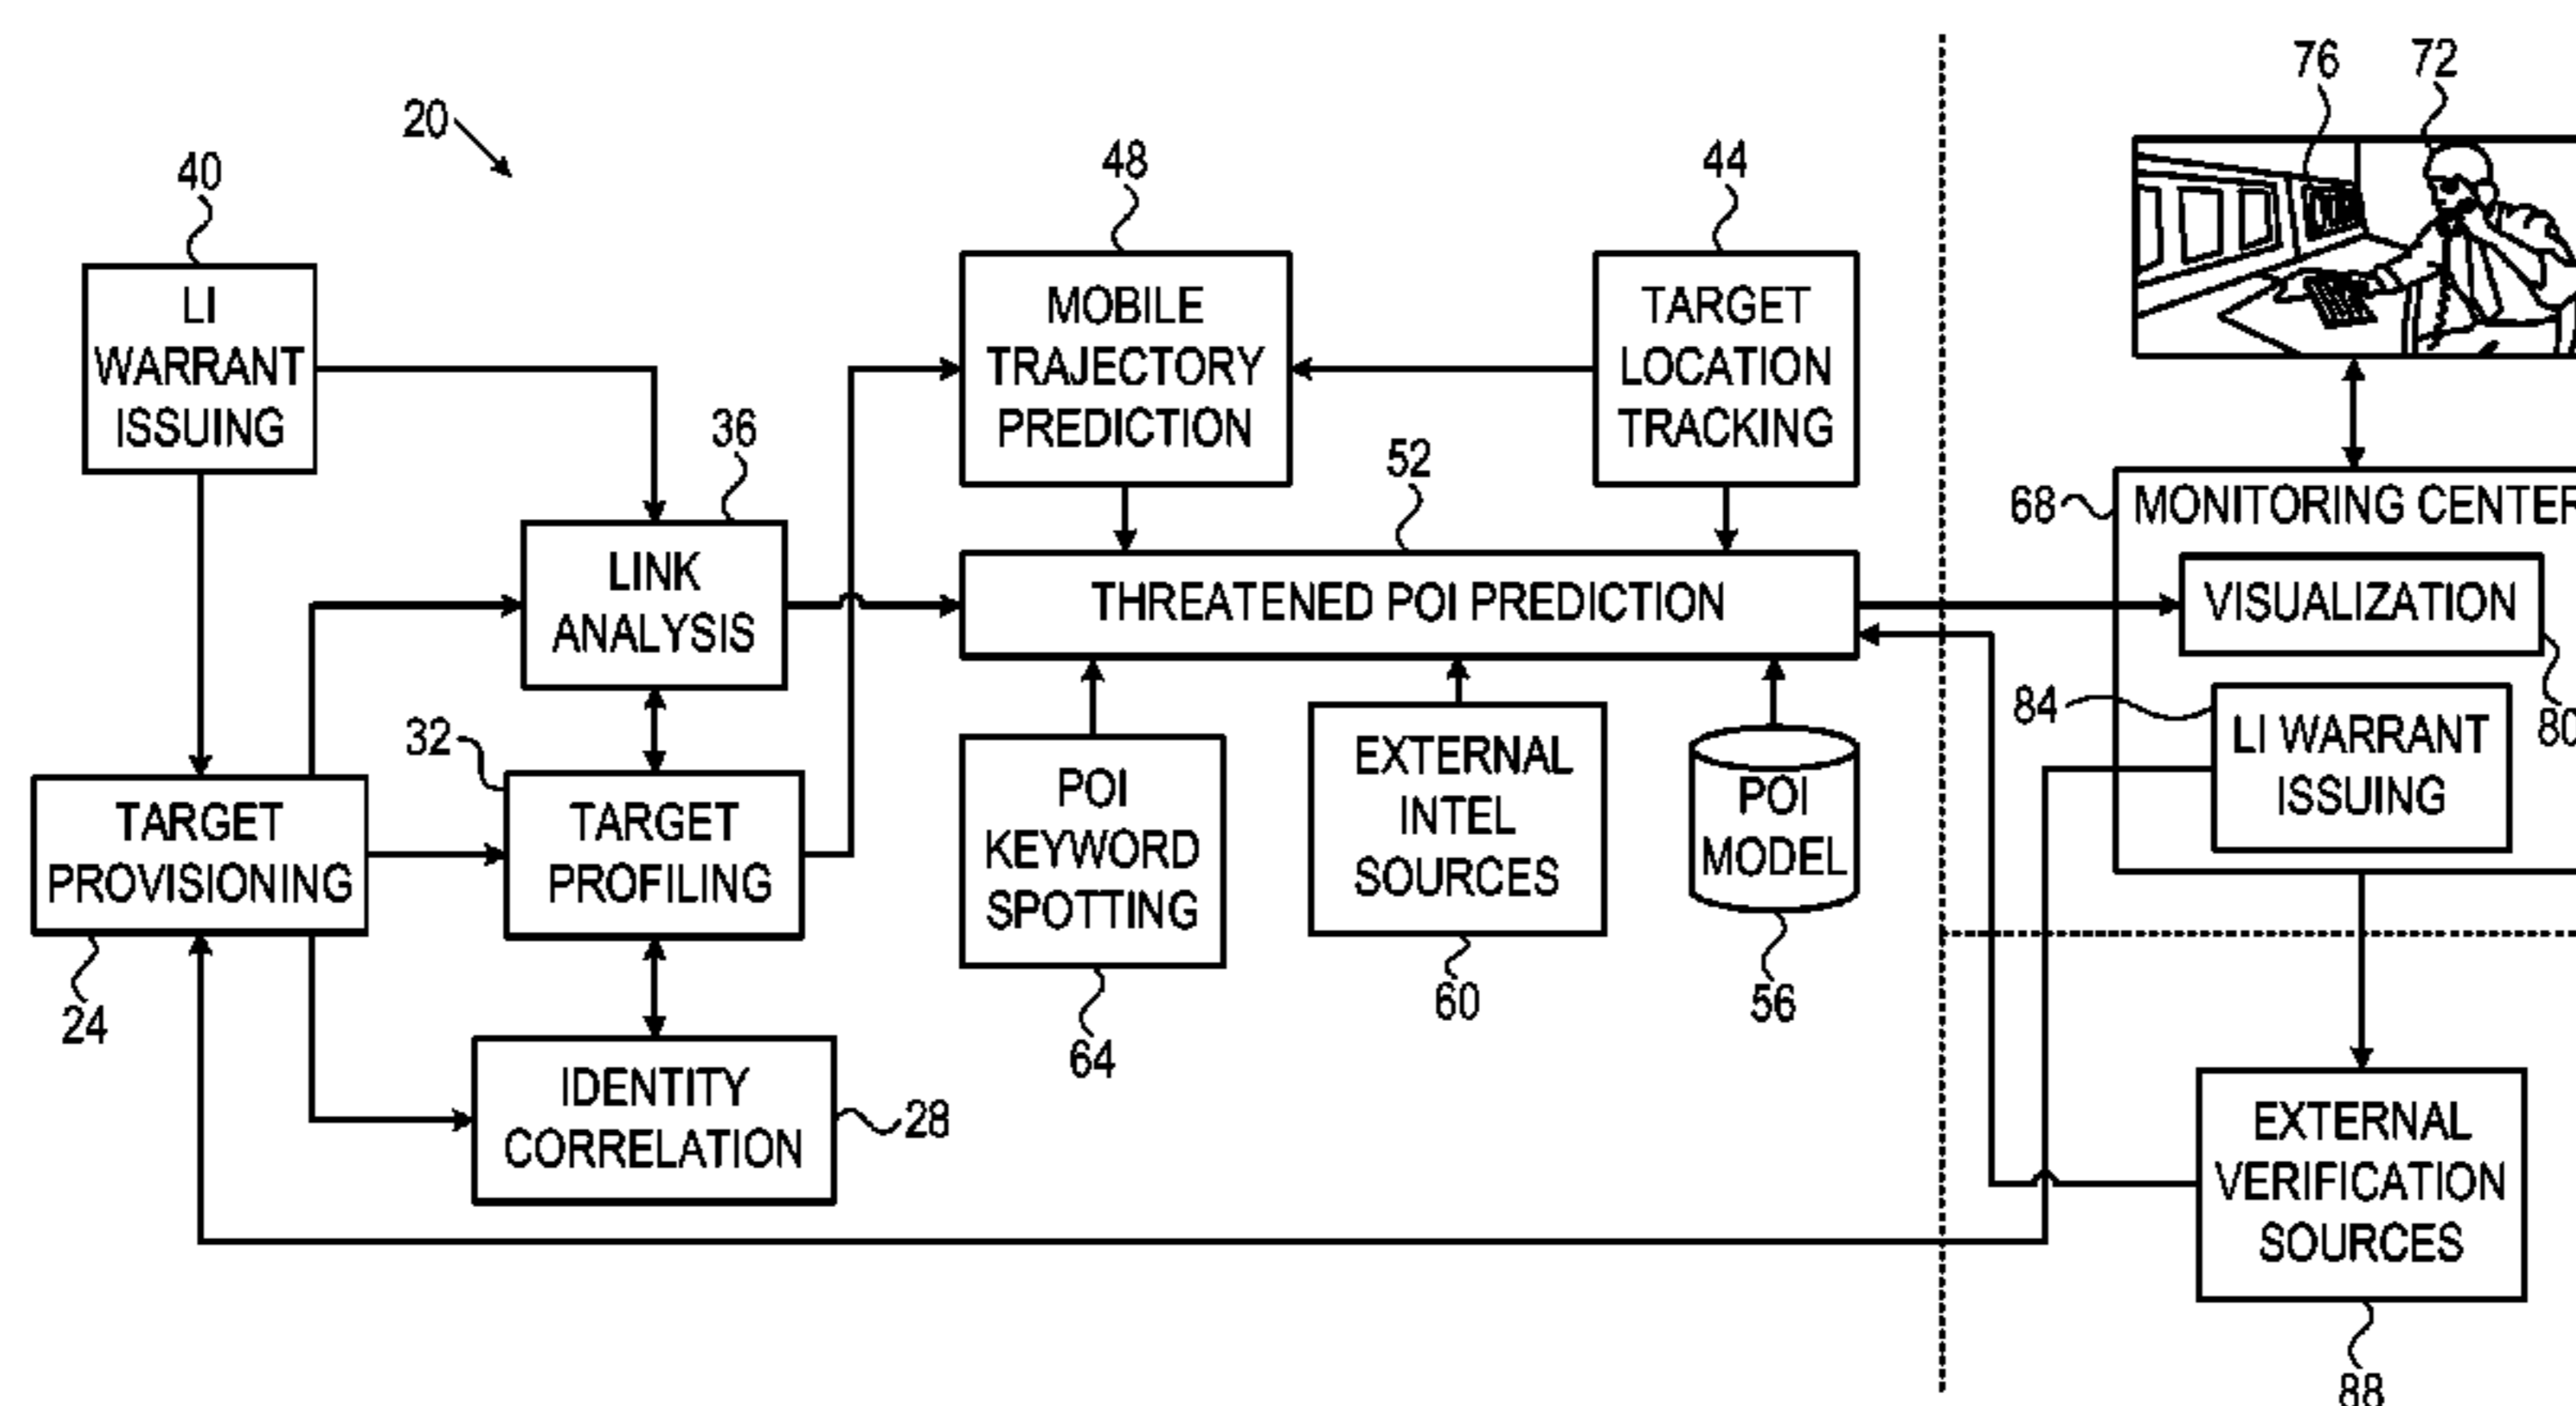 20
40
LI
WARRANT
ISSUING
36
LINK
ANALYSIS
32
TARGET
PROFILING
TARGET
PROVISIONING
24
IDENTITY
CORRELATION
28
48
MOBILE
TRAJECTORY
PREDICTION
44
TARGET
LOCATION
TRACKING
52
THREATENED POI PREDICTION
POI
KEYWORD
SPOTTING
64
EXTERNAL
INTEL
SOURCES
60
POI
MODEL
56
76
72
68
MONITORING CENTER
VISUALIZATION
80
84
LI WARRANT
ISSUING
EXTERNAL
VERIFICATION
SOURCES
88